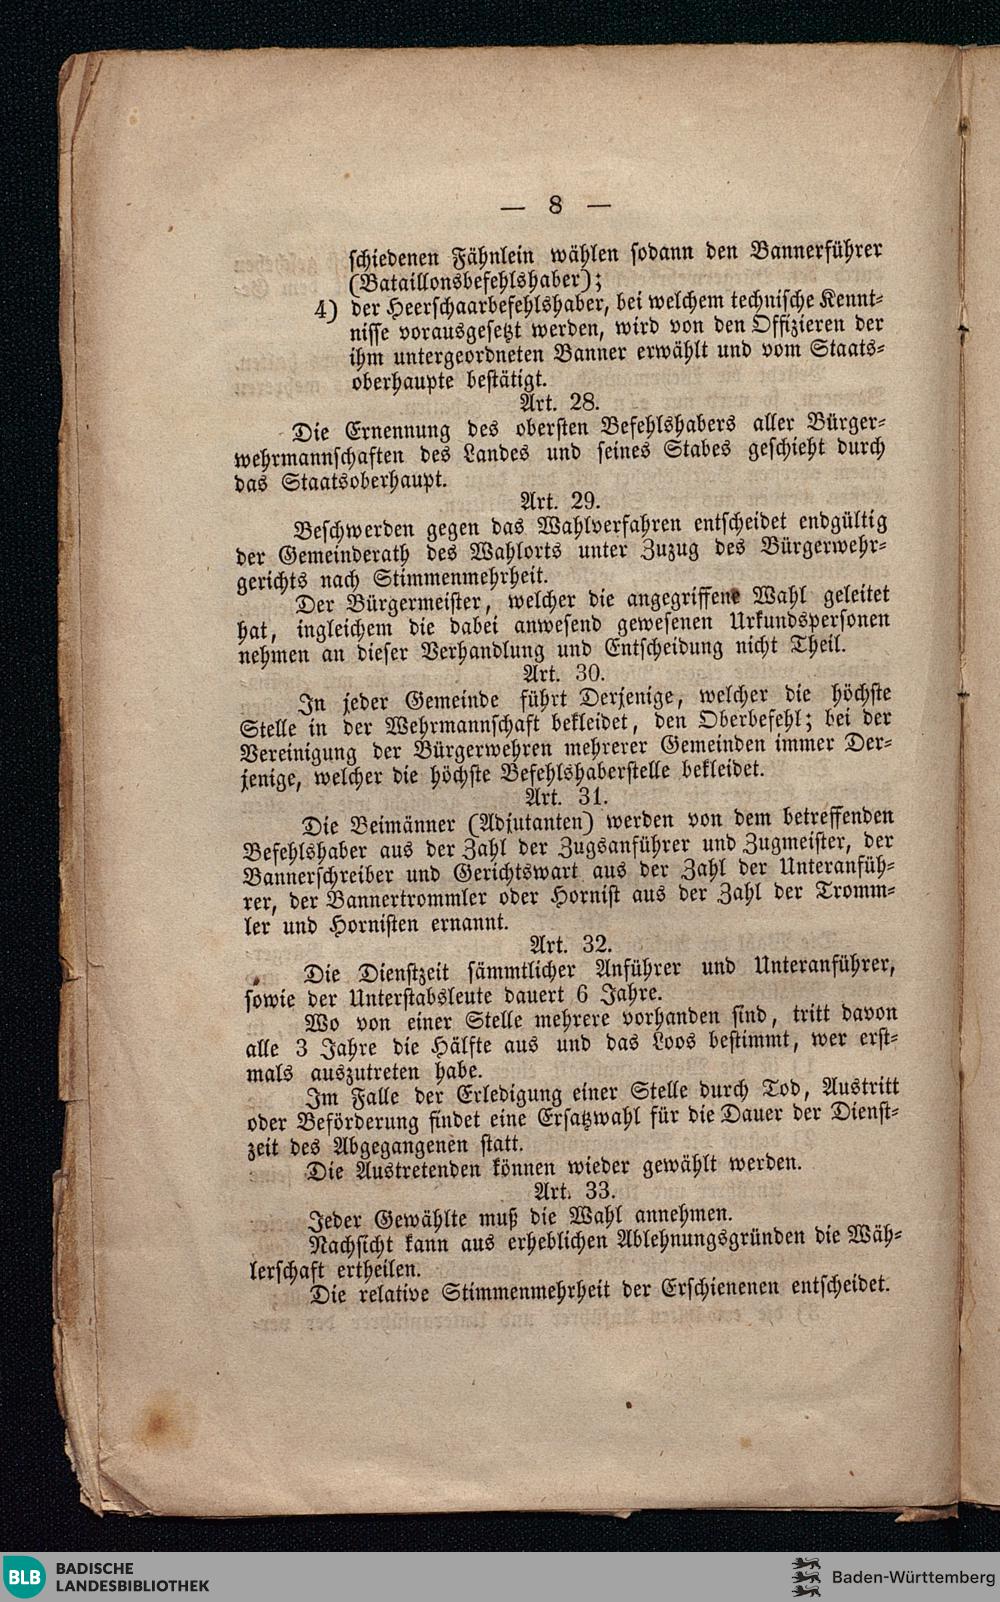 — 8 —
schiedenen Fähnlein wählen sodann den Bannerführer
(Bataillonsbefehlshaber);
4) der Heerschaarbefehlshaber, bei welchem technische Kennt-
nisse vorausgesetzt werden, wird von den Offizieren der
ihm untergeordneten Banner erwählt und vom Staats-
oberhaupte bestätigt.
Art. 28.
Die Ernennung des obersten Befehlshabers aller Bürger-
wehrmannschaften des Landes und seines Stabes geschieht durch
das Staatsoberhaupt.
Art. 29.
Beschwerden gegen das Wahlverfahren entscheidet endgültig
der Gemeinderath des Wahlorts unter Zuzug des Bürgerwehr-
gerichts nach Stimmenmehrheit.
Der Bürgermeister, welcher die angegriffene Wahl geleitet
hat, ingleichem die dabei anwesend gewesenen Urkundspersonen
nehmen an dieser Verhandlung und Entscheidung nicht Theil.
Art. 30.
In jeder Gemeinde führt Derjenige, welcher die höchste
Stelle in der Wehrmannschaft bekleidet, den Oberbefehl; bei der
Vereinigung der Bürgerwehren mehrerer Gemeinden immer Der-
jenige, welcher die höchste Befehlshaberstelle bekleidet.
Art. 31.
Die Beimänner (Adjutanten) werden von dem betreffenden
Befehlshaber aus der Zahl der Zugsanführer und Zugmeister, der
Bannerschreiber und Gerichtswart aus der Zahl der Unteranfüh-
rer, der Bannertrommler oder Hornist aus der Zahl der Tromm-
ler und Hornisten ernannt.
Art. 32.
Die Dienstzeit sämmtlicher Anführer und Unteranführer,
sowie der Unterstabsleute dauert 6 Jahre.
Wo von einer Stelle mehrere vorhanden sind, tritt davon
alle 3 Jahre die Hälfte aus und das Loos bestimmt, wer erst-
mals auszutreten habe.
Im Falle der Erledigung einer Stelle durch Tod, Austritt
oder Beförderung findet eine Ersatzwahl für die Dauer der Dienst-
zeit des Abgegangenen statt.
Die Austretenden können wieder gewählt werden.
Art. 33.
Jeder Gewählte muß die Wahl annehmen.
Nachsicht kann aus erheblichen Ablehnungsgründen die Wäh-
lerschaft ertheilen.
Die relative Stimmenmehrheit der Erschienenen entscheidet.
BLB BADISCHE
LANDESBIBLIOTHEK
Baden-Württemberg